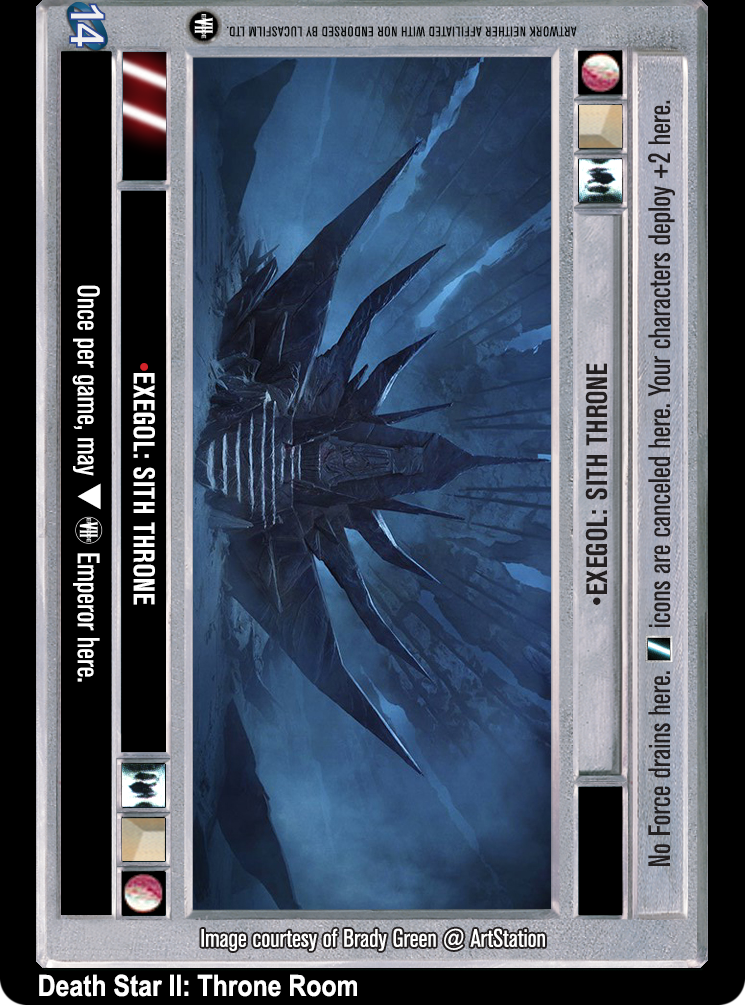 14
ARTWORK NEITHER AFFILIATED WITH NOR ENDORSED BY LUCASFILM LTD.
Once per game, may ▼ Emperor here.
•EXEGOL: SITH THRONE
•EXEGOL: SITH THRONE
No Force drains here. icons are canceled here. Your characters deploy +2 here.
Image courtesy of Brady Green @ ArtStation
Death Star II: Throne Room